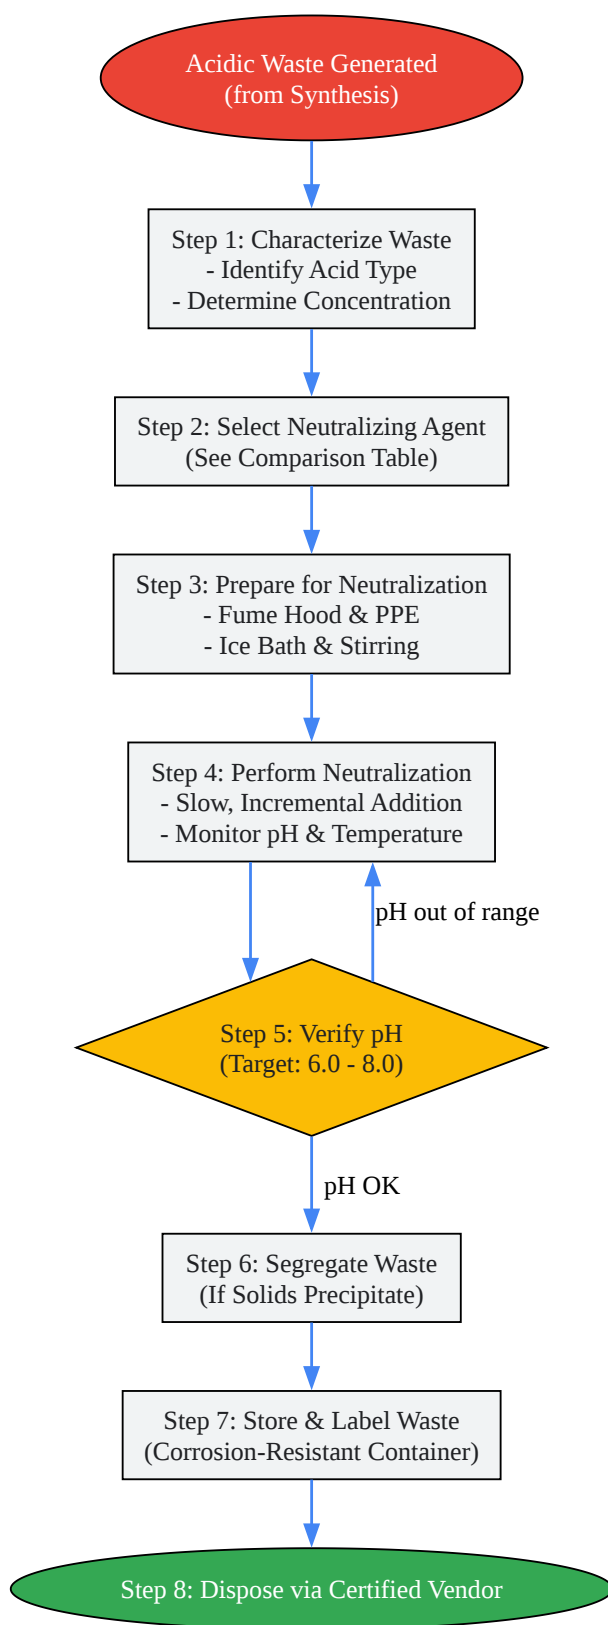 Acidic Waste Generated
(from Synthesis)
Step 1: Characterize Waste
- Identify Acid Type
- Determine Concentration
Step 2: Select Neutralizing Agent
(See Comparison Table)
Step 3: Prepare for Neutralization
- Fume Hood & PPE
- Ice Bath & Stirring
Step 4: Perform Neutralization
- Slow, Incremental Addition
- Monitor pH & Temperature
pH out of range
Step 5: Verify pH
(Target: 6.0 - 8.0)
pH OK
Step 6: Segregate Waste
(If Solids Precipitate)
Step 7: Store & Label Waste
(Corrosion-Resistant Container)
Step 8: Dispose via Certified Vendor